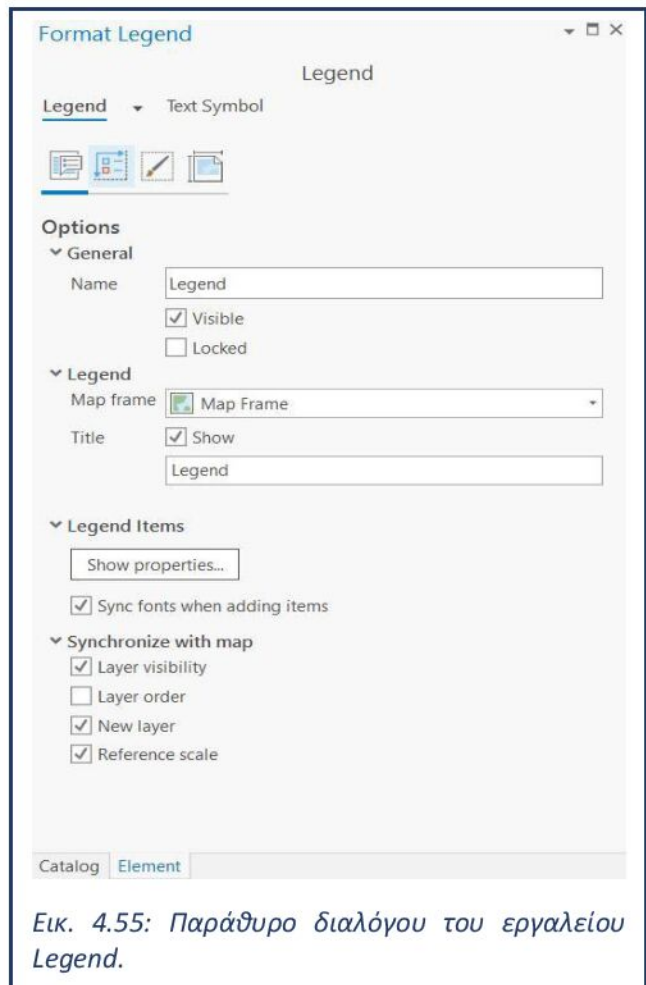 Format Legend
Legend
Legend Text Symbol
Options
General
Name Legend
Visible
Locked
Legend
Map frame Map Frame
Title Show
Legend
Legend Items
Show properties...
Sync fonts when adding items
Synchronize with map
Layer visibility
Layer order
New layer
Reference scale
Catalog Element
Εικ. 4.55: Παράθυρο διαλόγου του εργαλείου
Legend.